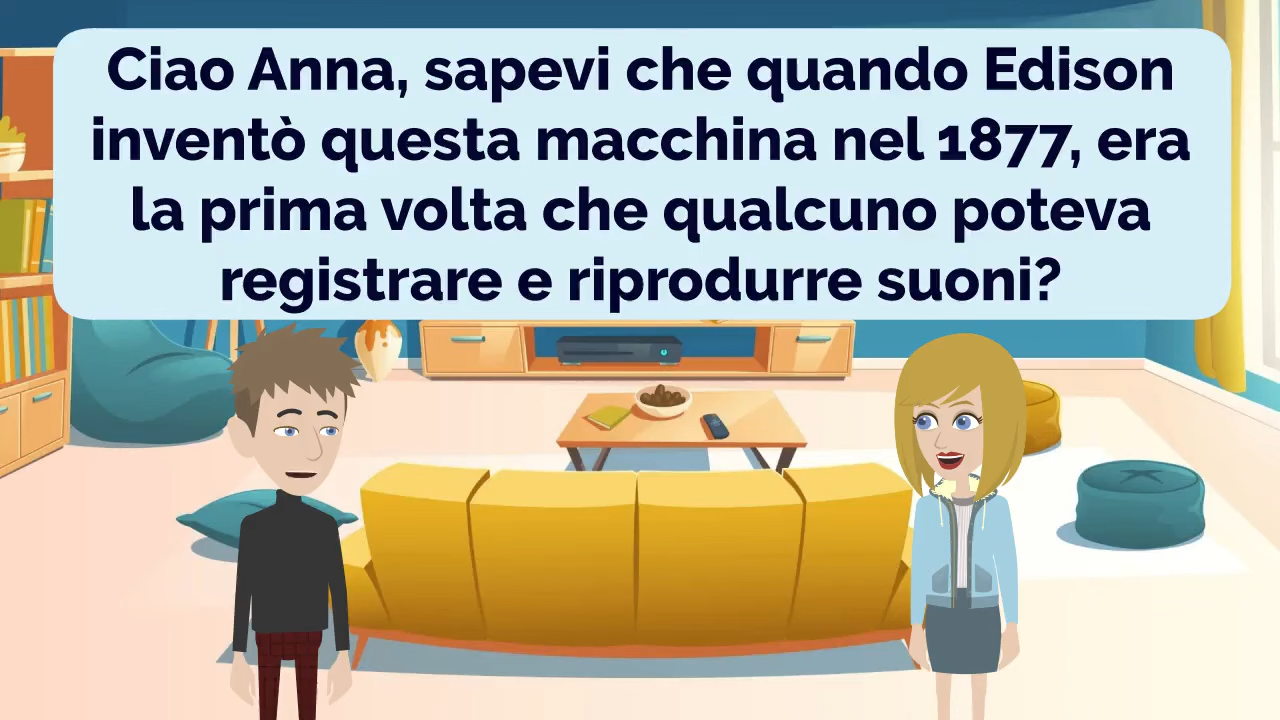 Ciao Anna, sapevi che quando Edison
inventò questa macchina nel 1877, era
la prima volta che qualcuno poteva
registrare e riprodurre suoni?